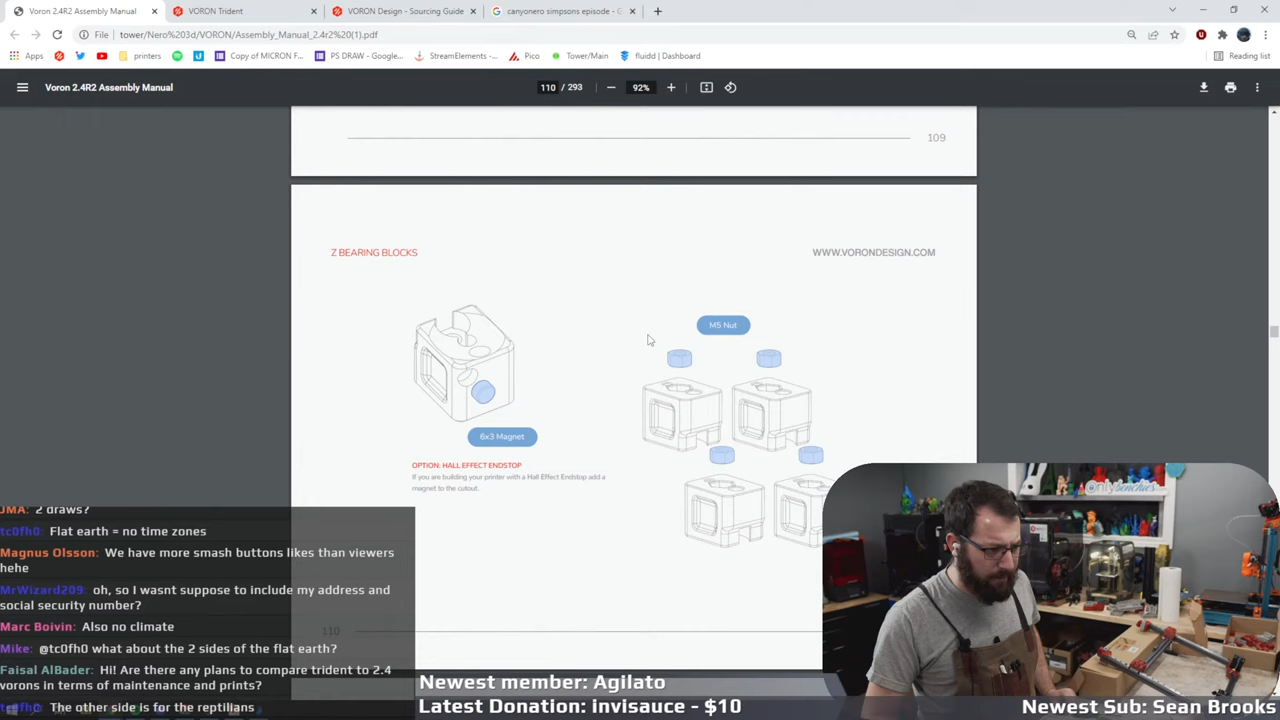 Voron 2.4R2 Assembly Manual
VORON Trident
VORON Design - Sourcing Guide
canyonero simpsons episode - G
File
tower/Nero%203d/VORON/Assembly_Manual_2.4r2%20(1).pdf
Apps
printers
Copy of MICRON F...
PS DRAW - Google...
StreamElements -...
Pico
Tower/Main
fluidd | Dashboard
Reading list
Voron 2.4R2 Assembly Manual
110 / 293
92%
109
Z BEARING BLOCKS
WWW.VORONDESIGN.COM
M5 Nut
6x3 Magnet
OPTION: HALL EFFECT ENDSTOP
If you are building your printer with a Hall Effect Endstop add a
magnet to the cutout.
110
JMA: 2 draws?
tc0fh0: Flat earth = no time zones
Magnus Olsson: We have more smash buttons likes than viewers
hehe
MrWizard209: oh, so I wasnt suppose to include my address and
social security number?
Marc Boivin: Also no climate
Mike: @tc0fh0 what about the 2 sides of the flat earth?
Faisal AlBader: Hi! Are there any plans to compare trident to 2.4
vorons in terms of maintenance and prints?
tc0fh0: The other side is for the reptilians
Newest member: Agilato
Latest Donation: invisauce - $10
Newest Sub: Sean Brooks